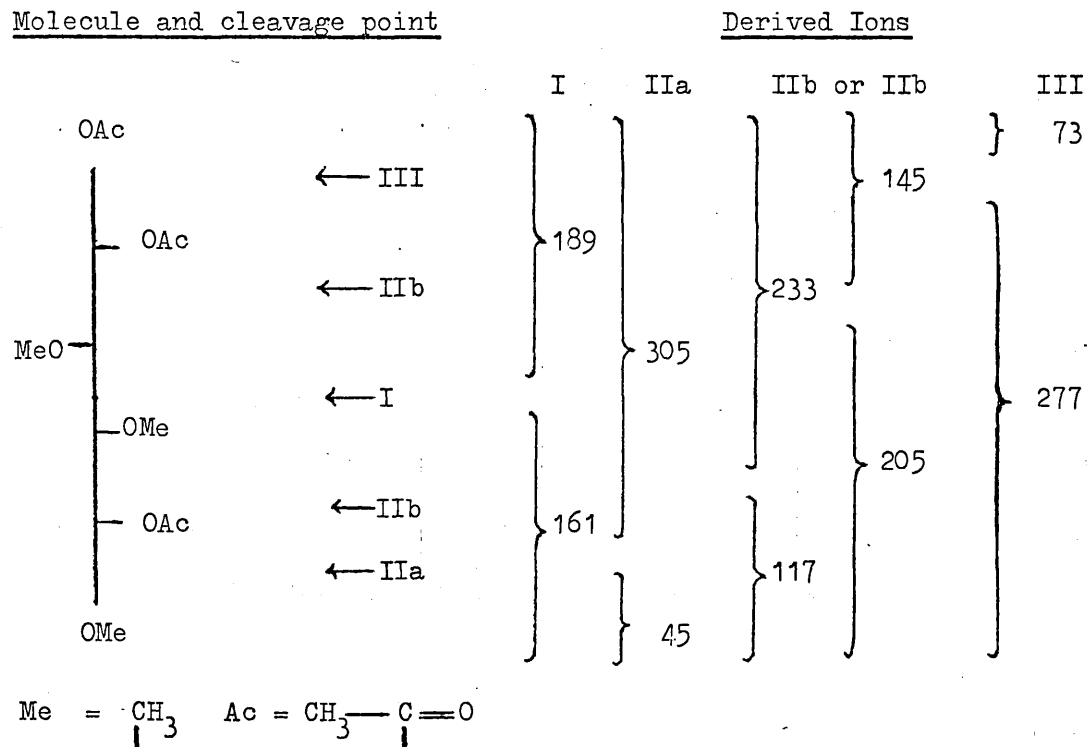 Molecule and cleavage point Derived Ions
I IIa IIb or IIb III
OAc 73
← III 145
OAc 189
← IIb 233
MeO 305
← I 277
OMe 205
← IIb
OAc 161
← IIa 117
OMe 45
Me = CH3 Ac = CH3—C=O